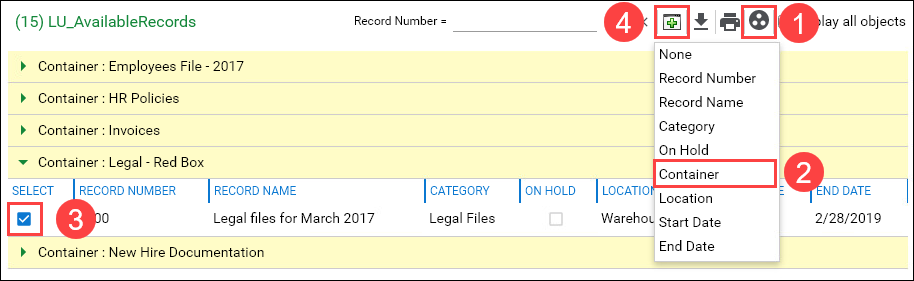 (15) LU_AvailableRecords Record Number = 4 1 play all objects
None
Container : Employees File - 2017
Record Number
Container : HR Policies
Record Name
Container : Invoices
Category
On Hold
Container : Legal - Red Box
Container 2
SELECT RECORD NUMBER RECORD NAME CATEGORY ON HOLD LOCATION END DATE
Location
3 00 Legal files for March 2017 Legal Files Warehou 2/28/2019
Start Date
End Date
Container : New Hire Documentation